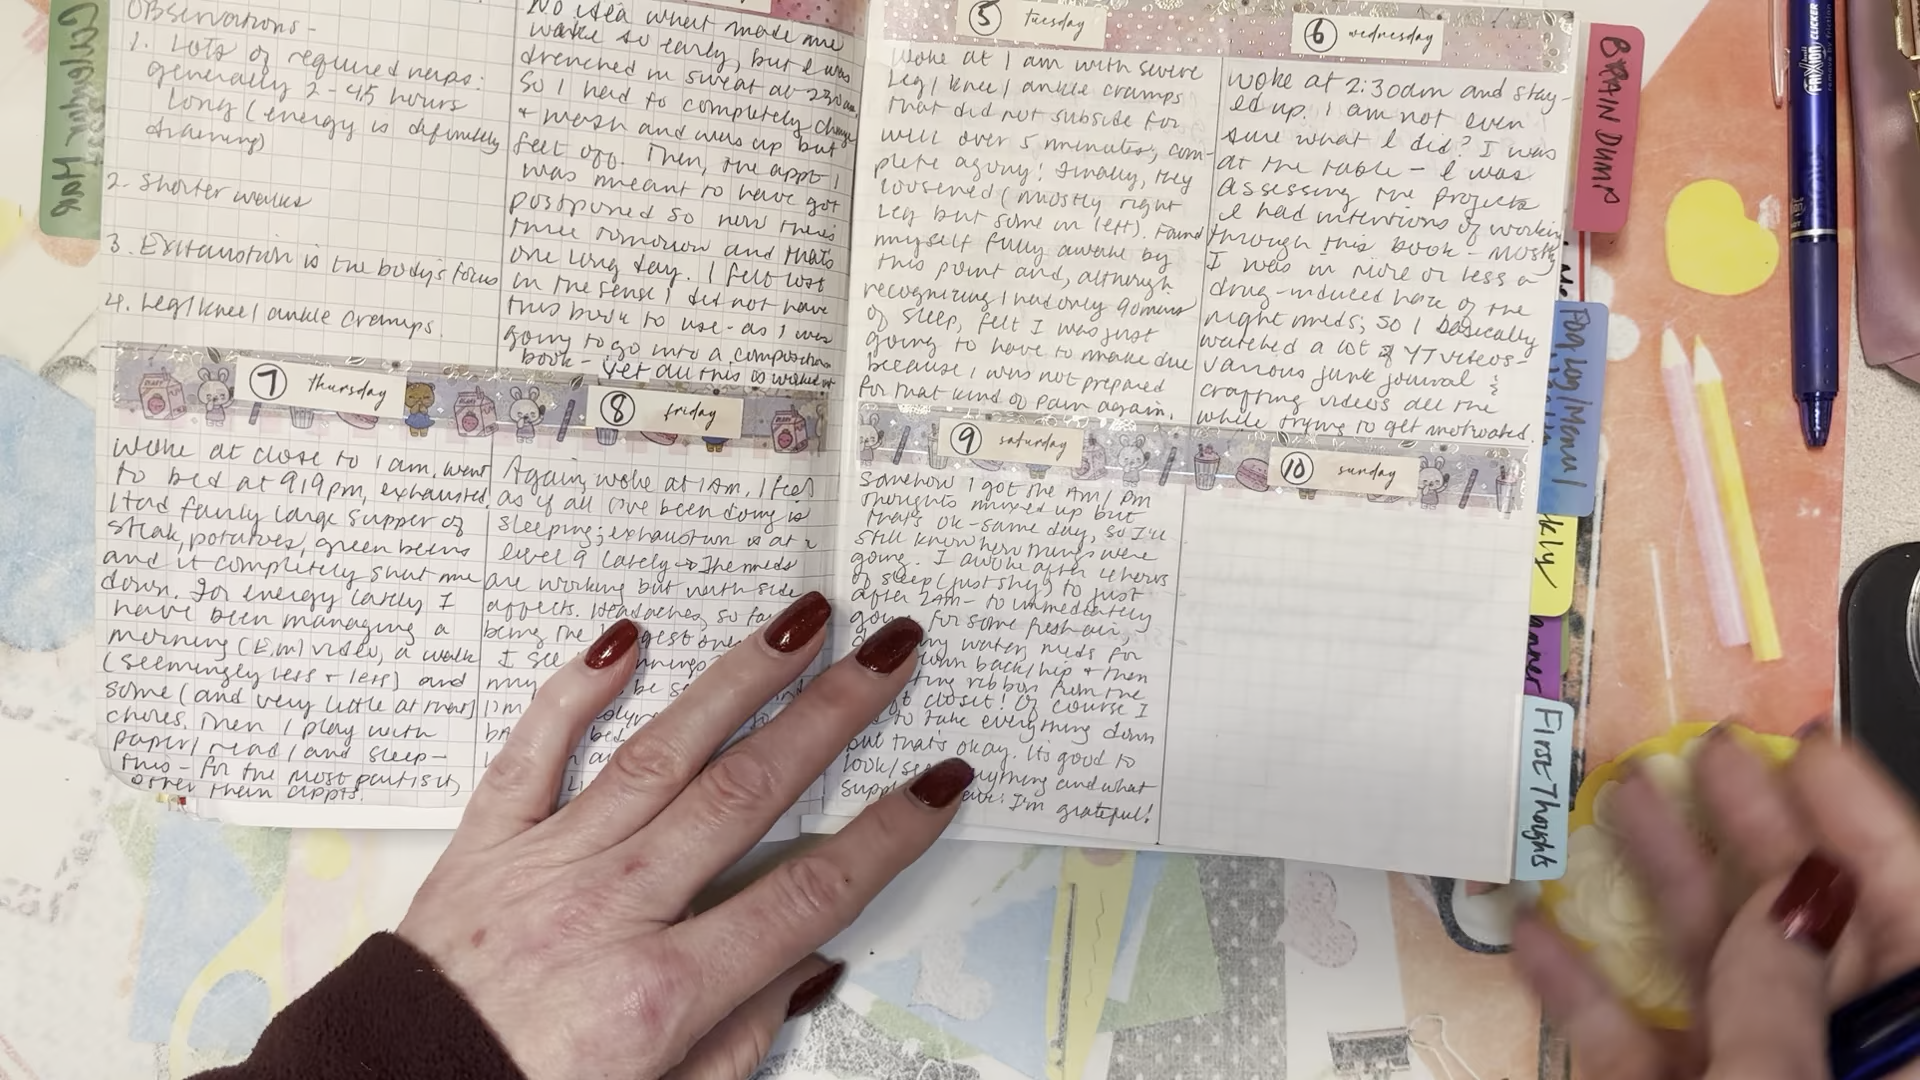 Observations -
1. Lots of required naps:
generally 2-4.5 hours
long (energy is definitely
draining)
2. Shorter walks
3. Exhaustion is the body's focus
4. Leg/knee/ankle cramps.
No idea what made me
wake so early, but I was
drenched in sweat at
So I had to completely change
+ wash and was up but
feel off. Then, the appt I
was meant to have got
postponed so now there's
three tomorrow and that's
one long day. I felt lost
in the sense I did not have
this book to use - as I was
going to go into a composition
book - yet all this
5 tuesday
woke at 1 am with severe
Leg/knee/ankle cramps
that did not subside for
well over 5 minutes; com-
plete agony! Finally, they
loosened (mostly right
leg but some in left). Found
myself fully awake by
this point and, although
recognizing I had only 90mins
of sleep, felt I was just
going to have to make due
because I was not prepared
for that kind of pain again.
6 wednesday
woke at 2:30am and stay-
ed up. I am not even
sure what I did? I was
at the table - I was
assessing the projects
I had intentions of working
through this book - mostly
I was in more or less a
drug-induced haze of the
night meds; so I basically
watched a lot of YT videos-
various junk journal &
crafting videos all the
while trying to get motivated.
7 thursday
Woke at close to 1 am, went
to bed at 919pm, exhausted.
I had fairly large supper of
steak, potatoes, green beens
and it completely shut me
down. For energy lately I
have been managing a
morning (E.m) video, a walk
(seemingly less + less) and
some (and very little at that)
chores. Then I play with
paper/read/and sleep-
this - for the most part is it,
other than appts.
8 friday
Again, woke at 1AM. I feel
as if all I've been doing is
sleeping; exhaustion is at a
level 9 lately → The meds
are working but with side
affects. Headaches, so far
being the
I see
may be
9 saturday
Somehow I got the Am/pm
thoughts mixed up but
that's ok - same day, so I'll
still know how things were
going. I awoke after 4 hours
of sleep (just shy) to just
after 2AM - to immediately
for some fresh air,
my water, meds for
back/hip + then
ribbon from the
closet! Of course I
to take everything down
but that's okay. It's good to
look/ anything and what
I'm grateful!
10 sunday
BRAIN DUMPS
First Thoughts
FRIXION CLICKER